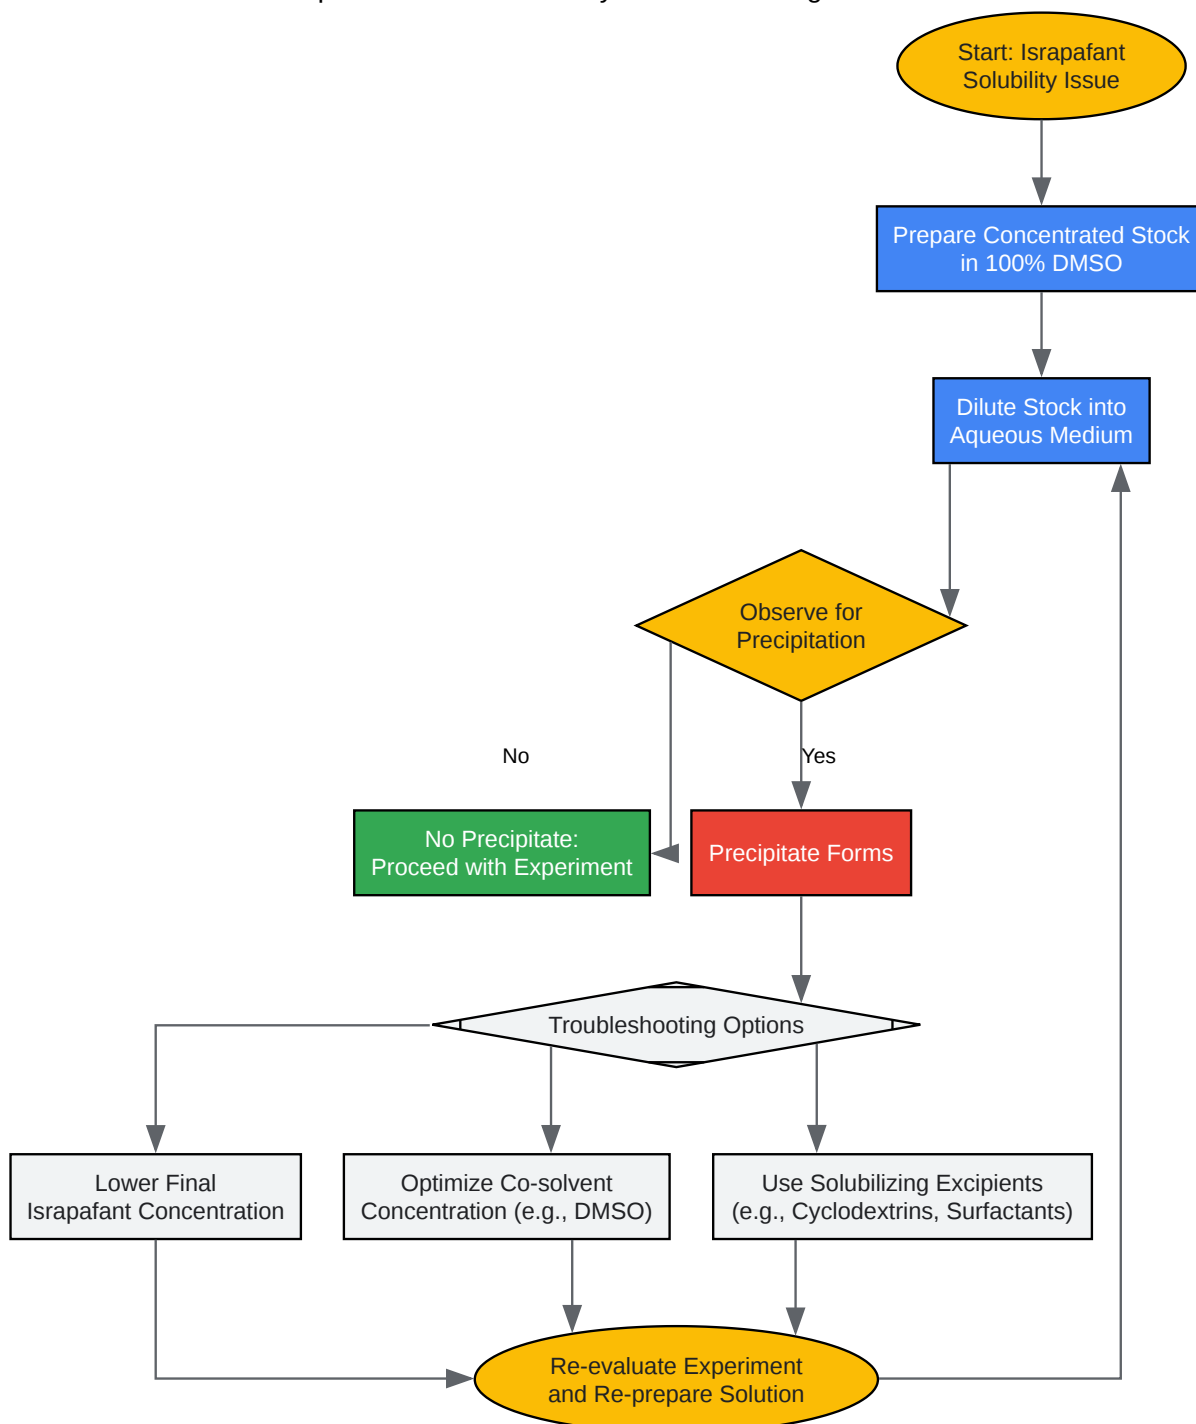 Start: Israpafant
Solubility Issue
Prepare Concentrated Stock
in 100% DMSO
Dilute Stock into
Aqueous Medium
Observe for
Precipitation
No
Yes
No Precipitate:
Proceed with Experiment
Precipitate Forms
Troubleshooting Options
Lower Final
Israpafant Concentration
Optimize Co-solvent
Concentration (e.g., DMSO)
Use Solubilizing Excipients
(e.g., Cyclodextrins, Surfactants)
Re-evaluate Experiment
and Re-prepare Solution